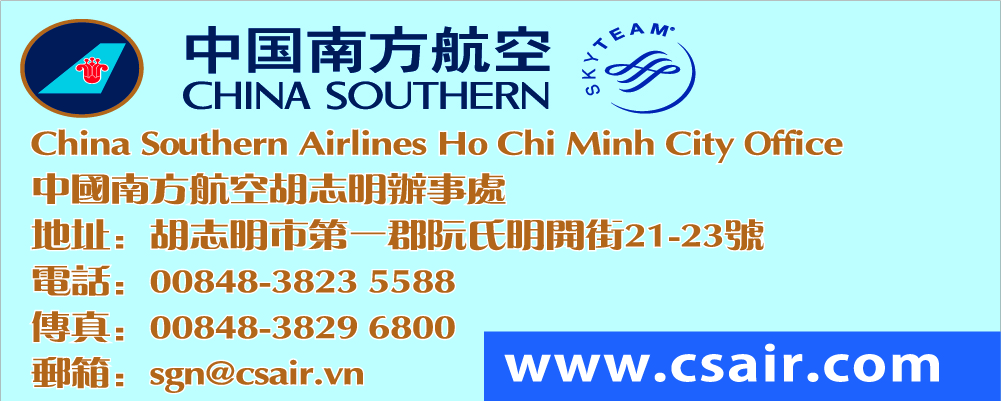 中国南方航空
CHINA SOUTHERN
SKYTEAM
China Southern Airlines Ho Chi Minh City Office
中國南方航空胡志明辦事處
地址：胡志明市第一郡阮氏明開街21-23號
電話：00848-3823 5588
傳真：00848-3829 6800
郵箱：sgn@csair.vn
www.csair.com